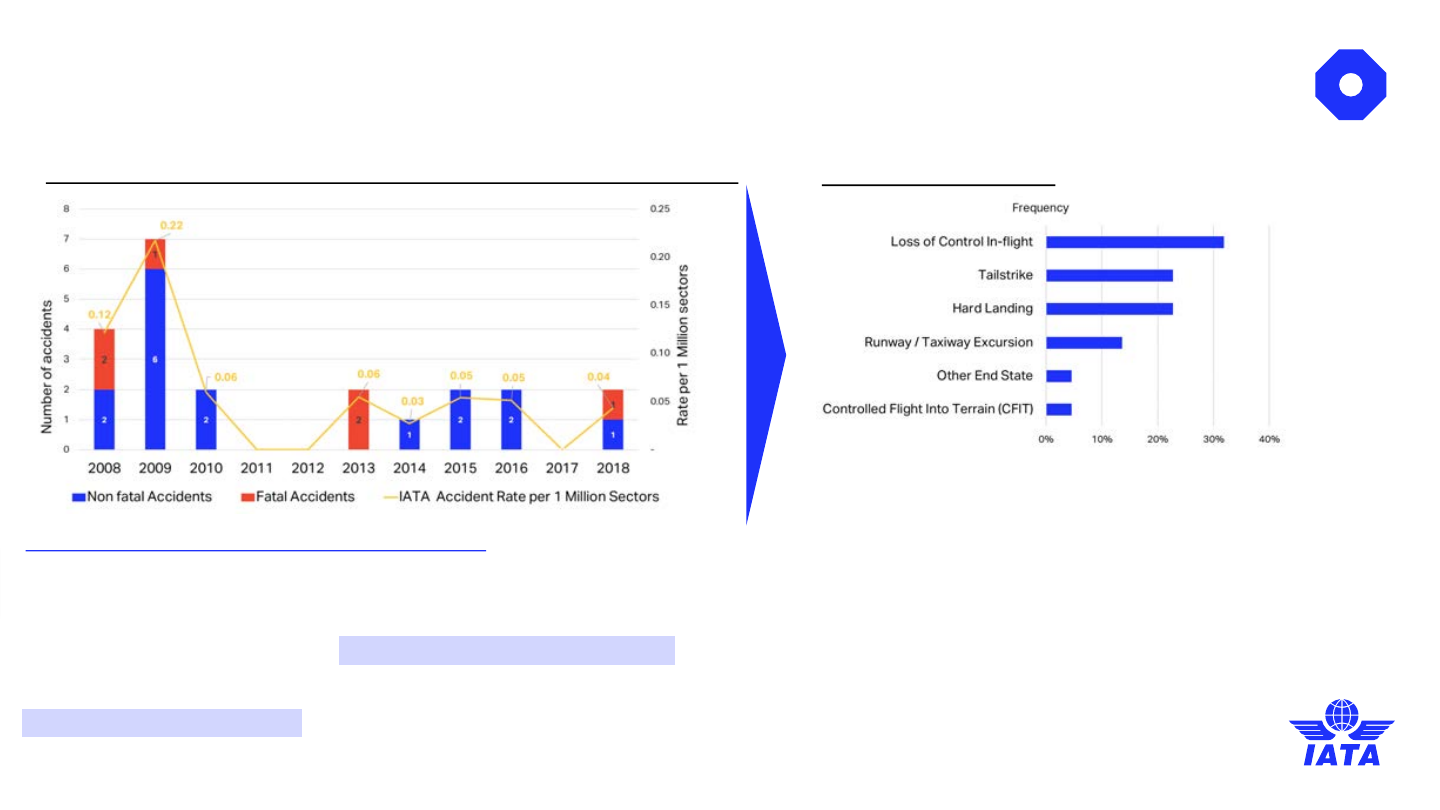 8
7
6
5
4
3
2
1
0
Number of accidents
0.12
0.22
0.06
0.06
0.03
0.05
0.05
0.04
2
2
1
6
2
2
1
2
2
1
1
0.25
0.20
0.15
0.10
0.05
-
Rate per 1 Million sectors
2008 2009 2010 2011 2012 2013 2014 2015 2016 2017 2018
Non fatal Accidents Fatal Accidents IATA Accident Rate per 1 Million Sectors
Frequency
Loss of Control In-flight
Tailstrike
Hard Landing
Runway / Taxiway Excursion
Other End State
Controlled Flight Into Terrain (CFIT)
0% 10% 20% 30% 40%
IATA